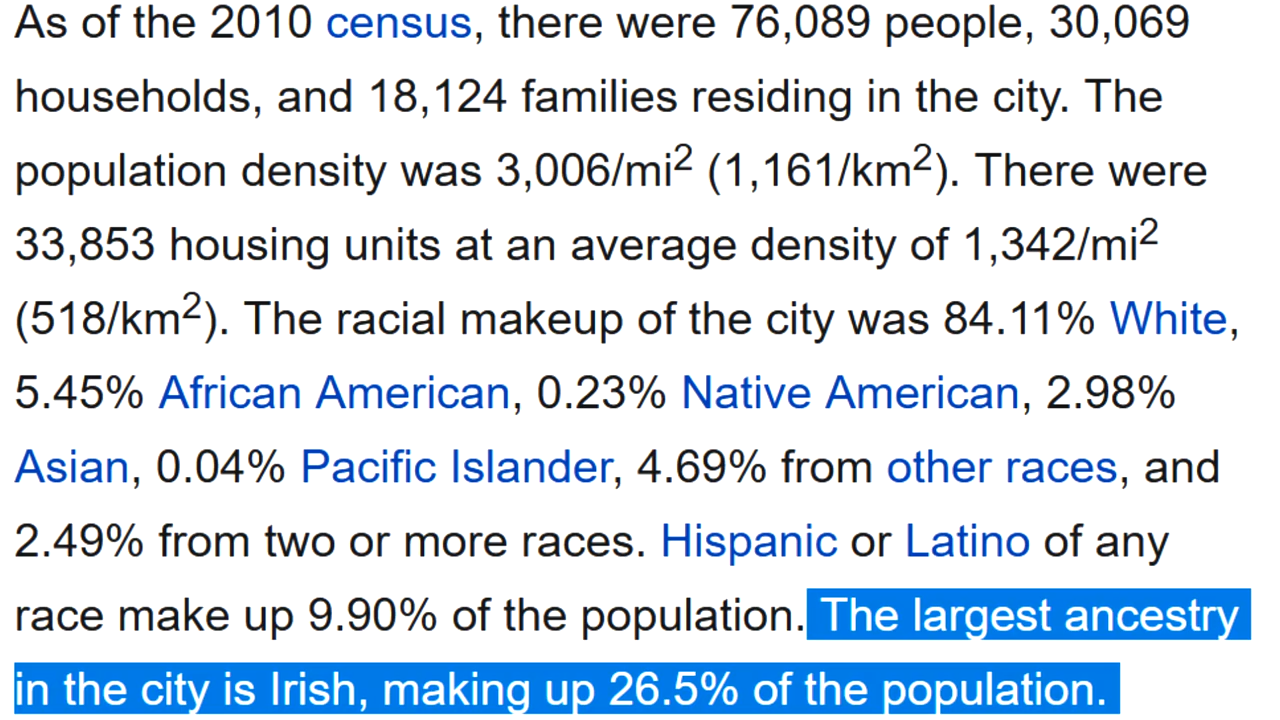 As of the 2010 census, there were 76,089 people, 30,069
households, and 18,124 families residing in the city. The
population density was 3,006/mi² (1,161/km²). There were
33,853 housing units at an average density of 1,342/mi²
(518/km²). The racial makeup of the city was 84.11% White,
5.45% African American, 0.23% Native American, 2.98%
Asian, 0.04% Pacific Islander, 4.69% from other races, and
2.49% from two or more races. Hispanic or Latino of any
race make up 9.90% of the population. The largest ancestry
in the city is Irish, making up 26.5% of the population.